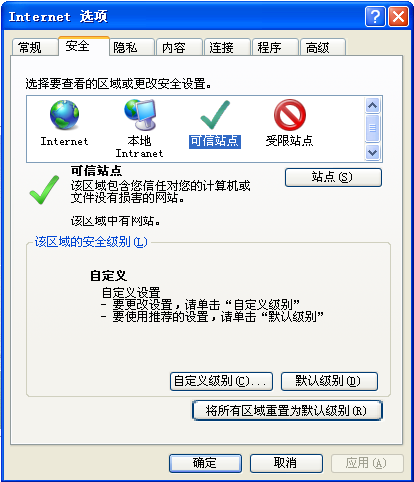 Internet 选项
常规 安全 隐私 内容 连接 程序 高级
选择要查看的区域或更改安全设置。
Internet 本地 Intranet 可信站点 受限站点
可信站点
站点(S)
该区域包含您信任对您的计算机或
文件没有损害的网站。
该区域中有网站。
该区域的安全级别(L)
自定义
自定义设置
- 要更改设置，请单击“自定义级别”
- 要使用推荐的设置，请单击“默认级别”
自定义级别(C)... 默认级别(D)
将所有区域重置为默认级别(R)
确定 取消 应用(A)